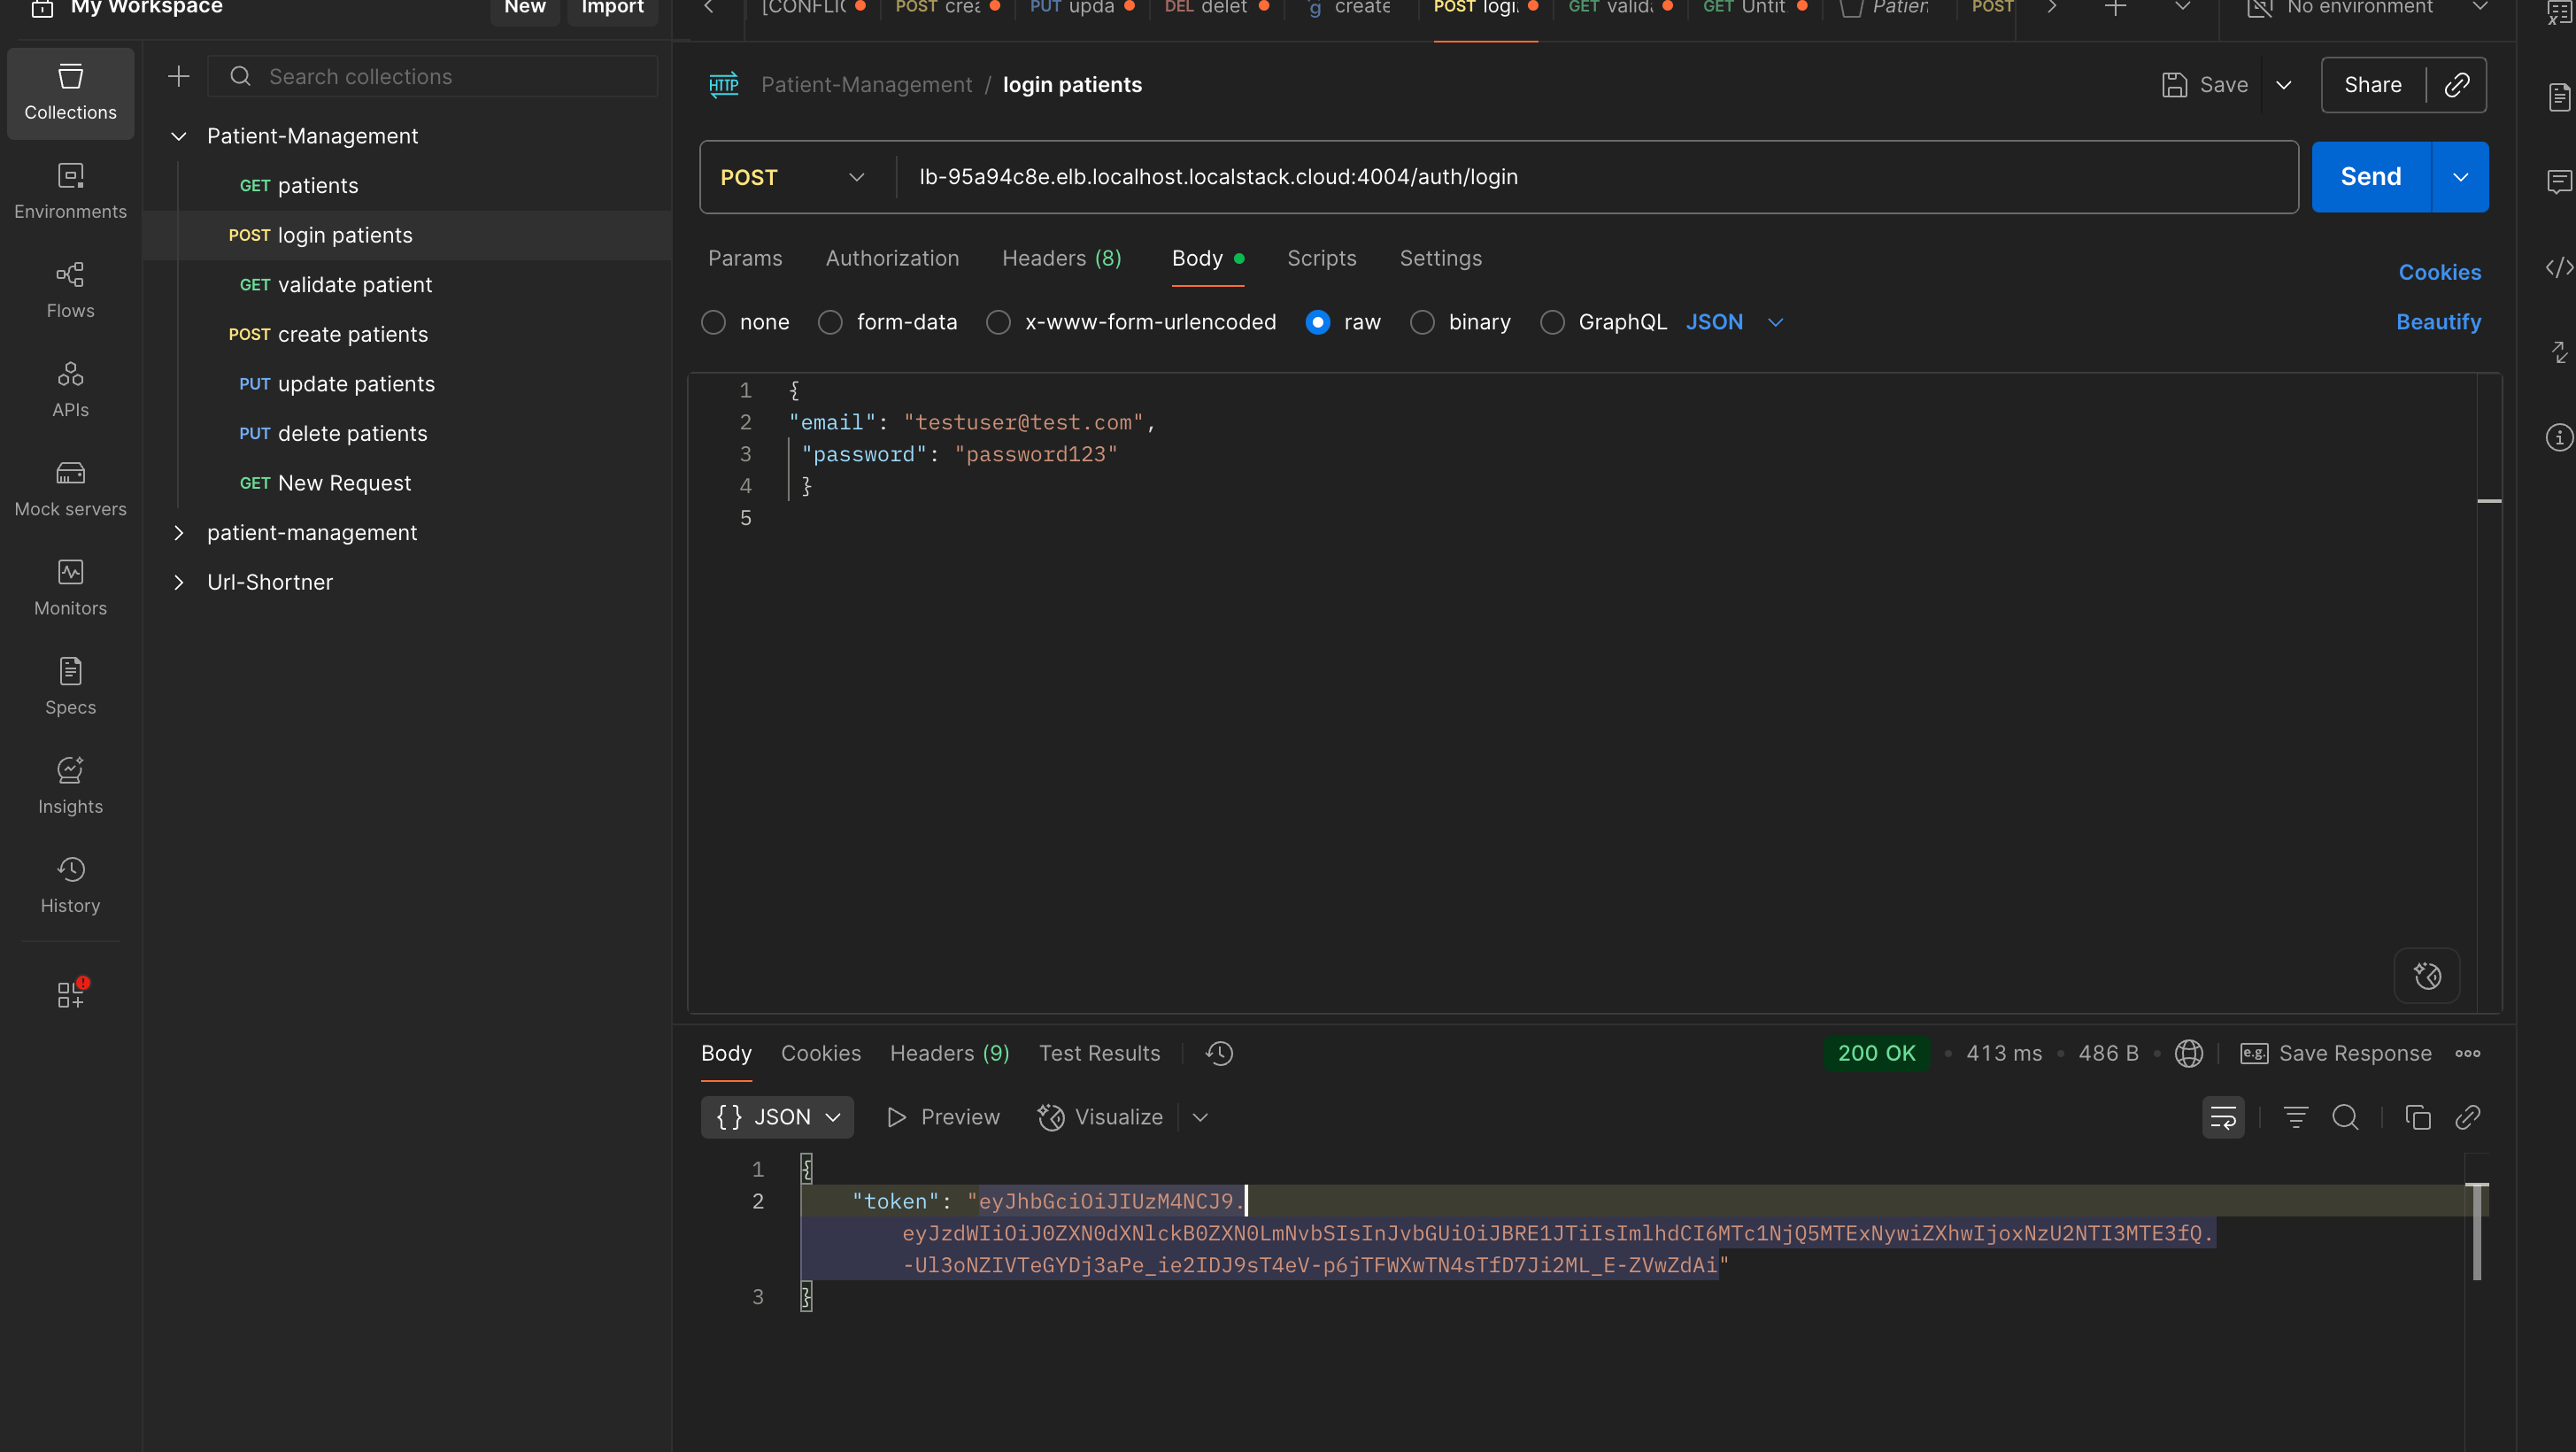 My Workspace
New
Import
[CONFLIC
POST crea
PUT upda
DEL delet
create
POST logi
GET valid
GET Untit
Patien
POST
No environment
Collections
Environments
Flows
APIs
Mock servers
Monitors
Specs
Insights
History
Search collections
Patient-Management
GET patients
POST login patients
GET validate patient
POST create patients
PUT update patients
PUT delete patients
GET New Request
patient-management
Url-Shortner
HTTP Patient-Management / login patients
Save
Share
POST lb-95a94c8e.elb.localhost.localstack.cloud:4004/auth/login
Send
Params Authorization Headers (8) Body Scripts Settings
Cookies
none form-data x-www-form-urlencoded raw binary GraphQL JSON
Beautify
1 {
2 "email": "testuser@test.com",
3 "password": "password123"
4 }
5
Body Cookies Headers (9) Test Results
200 OK • 413 ms • 486 B • e.g. Save Response
{} JSON Preview Visualize
1 {
2 "token": "eyJhbGciOiJIUzM4NCJ9.
eyJzdWIiOiJ0ZXN0dXNlckB0ZXN0LmNvbSIsInJvbGUiOiJBRE1JTiIsImlhdCI6MTc1NjQ5MTExNywiZXhwIjoxNzU2NTI3MTE3fQ.
-Ul3oNZIVTeGYDj3aPe_ie2IDJ9sT4eV-p6jTFWXwTN4sTfD7Ji2ML_E-ZVwZdAi"
3 }